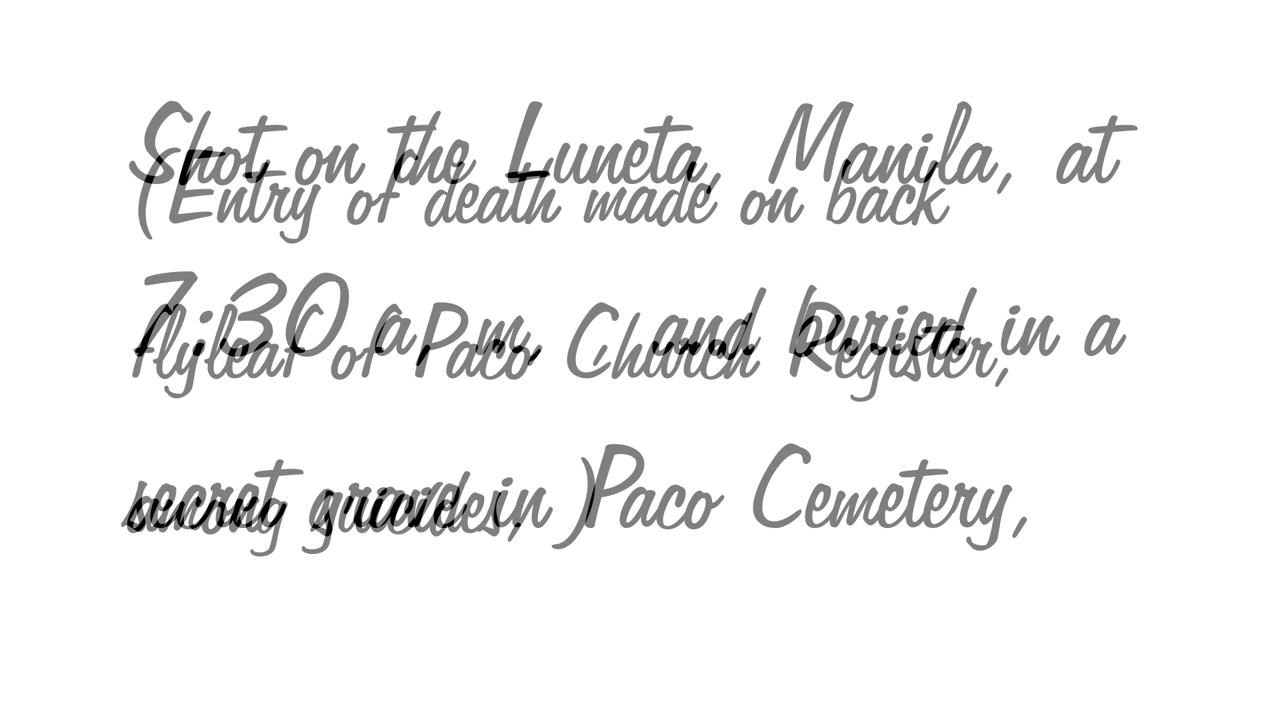 Shot on the Luneta, Manila, at
(Entry of death made on back
7:30 a. m., and buried in a
flyleaf of Paco Church Register,
secret grave in Paco Cemetery,
among suicides. )